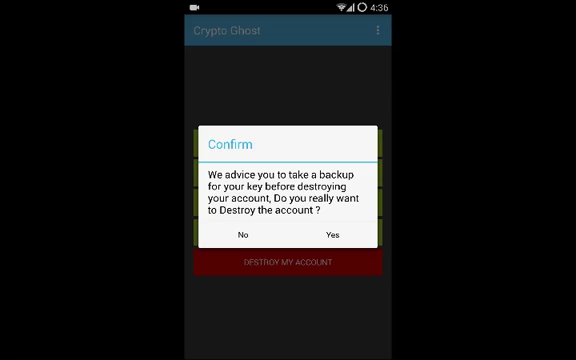 4:36
Crypto Ghost
Confirm
We advice you to take a backup
for your key before destroying
your account, Do you really want
to Destroy the account ?
No Yes
DESTROY MY ACCOUNT